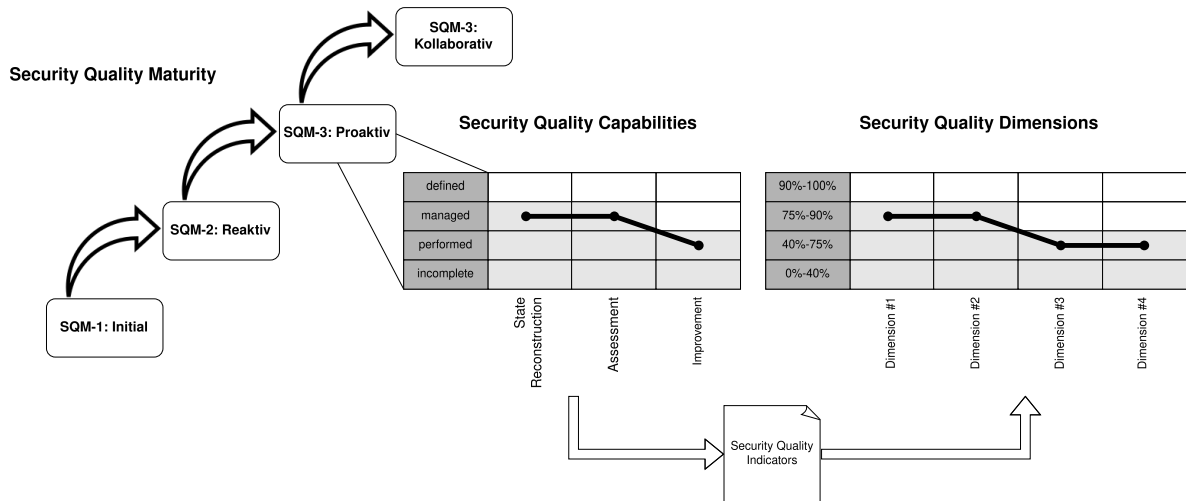 SQM-3:
Kollaborativ
Security Quality Maturity
SQM-3: Proaktiv
SQM-2: Reaktiv
SQM-1: Initial
Security Quality Capabilities
defined
managed
performed
incomplete
State
Reconstruction
Assessment
Improvement
Security Quality Dimensions
90%-100%
75%-90%
40%-75%
0%-40%
Dimension #1
Dimension #2
Dimension #3
Dimension #4
Security Quality
Indicators